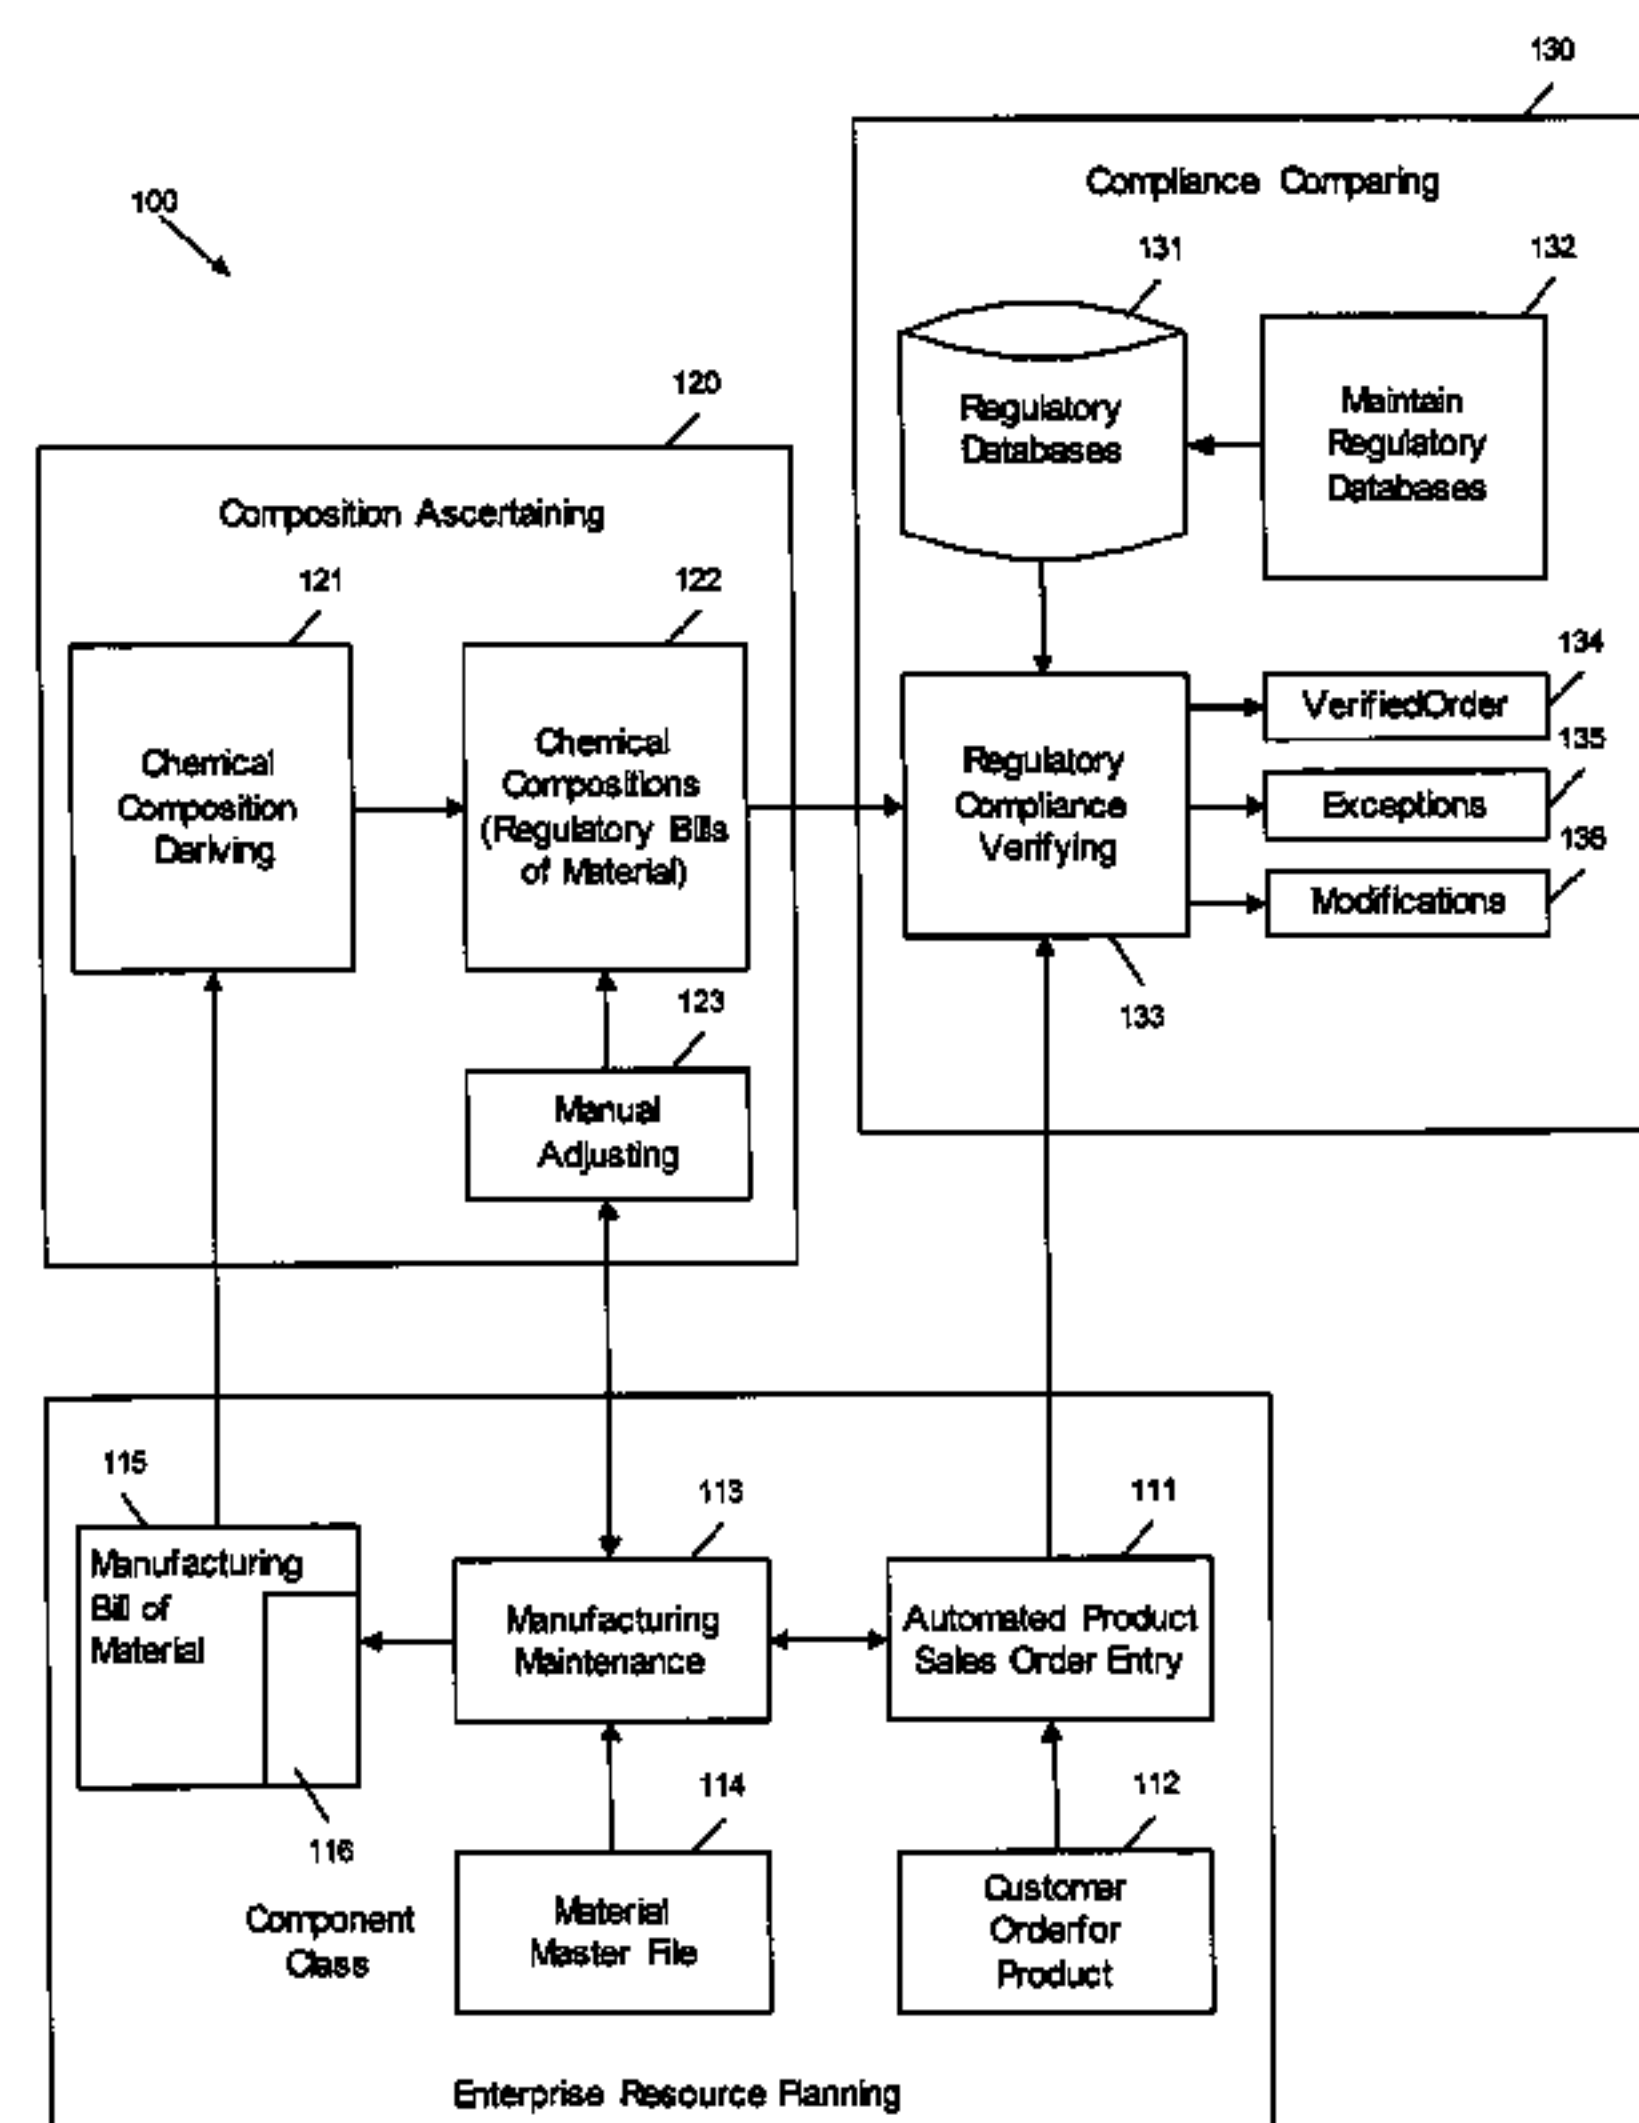 130
Compliance Comparing
100
131
132
Regulatory
Databases
Maintain
Regulatory
Databases
120
Composition Ascertaining
121
122
Chemical
Composition
Deriving
Chemical
Compositions
(Regulatory Bills
of Material)
Regulatory
Compliance
Verifying
134
VerifiedOrder
135
Exceptions
136
Modifications
133
123
Manual
Adjusting
115
Manufacturing
Bill of
Material
113
Manufacturing
Maintenance
111
Automated Product
Sales Order Entry
116
Component
Class
114
Material
Master File
112
Customer
Orderfor
Product
Enterprise Resource Planning